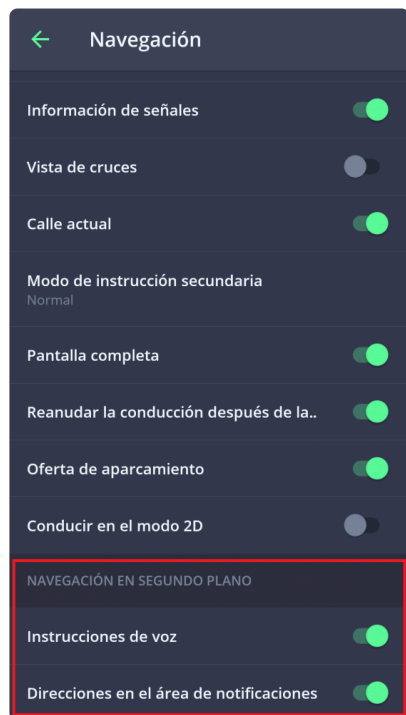 Navegación
Información de señales
Vista de cruces
Calle actual
Modo de instrucción secundaria
Normal
Pantalla completa
Reanudar la conducción después de la..
Oferta de aparcamiento
Conducir en el modo 2D
NAVEGACIÓN EN SEGUNDO PLANO
Instrucciones de voz
Direcciones en el área de notificaciones